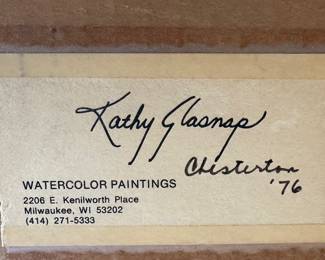 Kathy Glasnap
Chesterton
'76
WATERCOLOR PAINTINGS
2206 E. Kenilworth Place
Milwaukee, WI 53202
(414) 271-5333